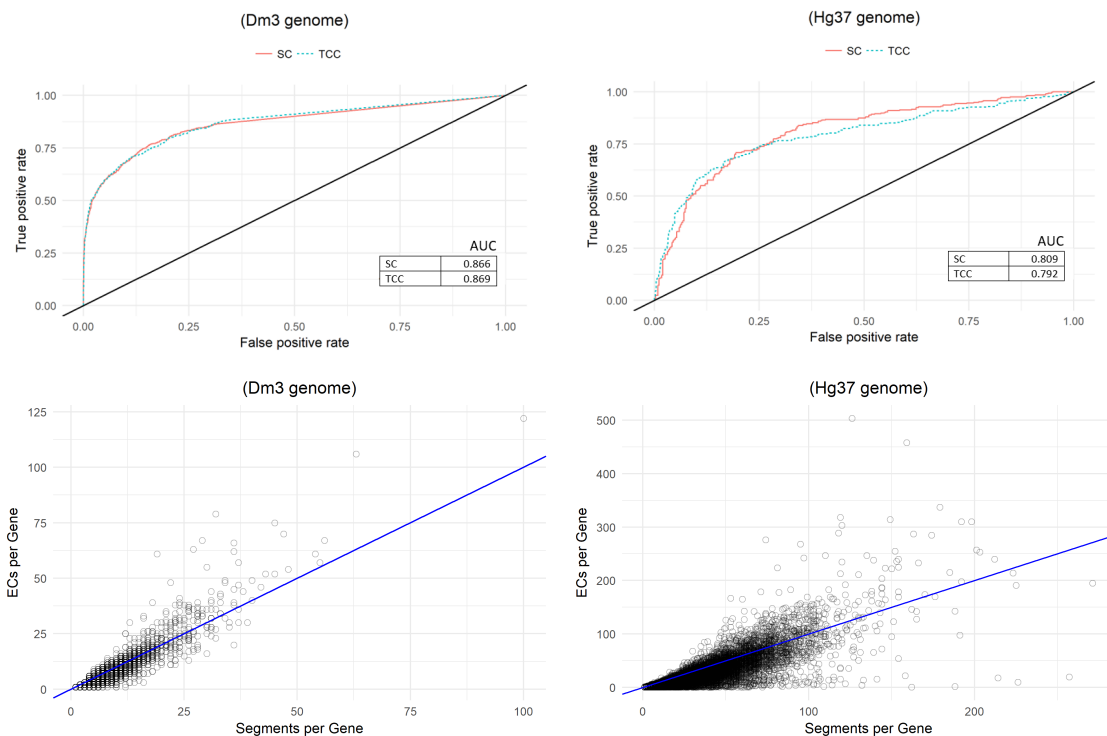 (Dm3 genome)
SC TCC
1.00
0.75
0.50
0.25
0.00
True positive rate
AUC
SC 0.866
TCC 0.869
0.00 0.25 0.50 0.75 1.00
False positive rate
(Hg37 genome)
SC TCC
1.00
0.75
0.50
0.25
0.00
True positive rate
AUC
SC 0.809
TCC 0.792
0.00 0.25 0.50 0.75 1.00
False positive rate
(Dm3 genome)
125
100
75
50
25
0
ECs per Gene
0 25 50 75 100
Segments per Gene
(Hg37 genome)
500
400
300
200
100
0
ECs per Gene
0 100 200
Segments per Gene